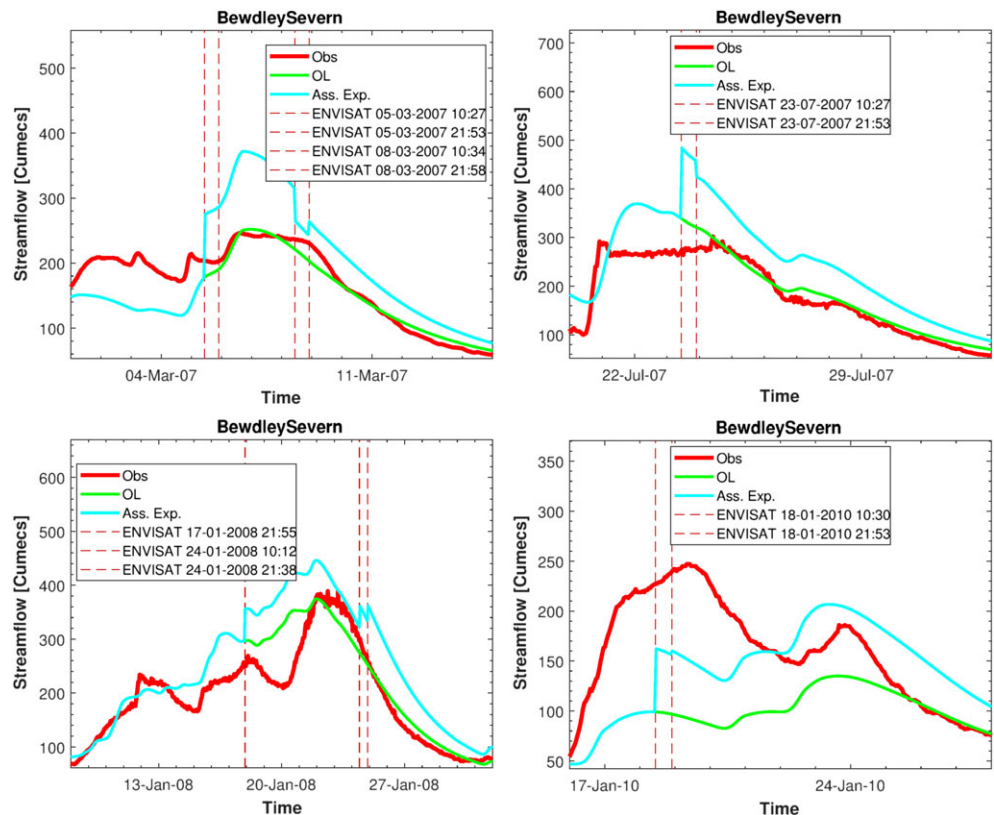 BewdleySevern
500
400
300
200
100
Streamflow [Cumecs]
Obs
OL
Ass. Exp.
ENVISAT 05-03-2007 10:27
ENVISAT 05-03-2007 21:53
ENVISAT 08-03-2007 10:34
ENVISAT 08-03-2007 21:58
04-Mar-07
11-Mar-07
Time
BewdleySevern
700
600
500
400
300
200
100
Streamflow [Cumecs]
Obs
OL
Ass. Exp.
ENVISAT 23-07-2007 10:27
ENVISAT 23-07-2007 21:53
22-Jul-07
29-Jul-07
Time
BewdleySevern
600
500
400
300
200
100
Streamflow [Cumecs]
Obs
OL
Ass. Exp.
ENVISAT 17-01-2008 21:55
ENVISAT 24-01-2008 10:12
ENVISAT 24-01-2008 21:38
13-Jan-08
20-Jan-08
27-Jan-08
Time
BewdleySevern
350
300
250
200
150
100
50
Streamflow [Cumecs]
Obs
OL
Ass. Exp.
ENVISAT 18-01-2010 10:30
ENVISAT 18-01-2010 21:53
17-Jan-10
24-Jan-10
Time